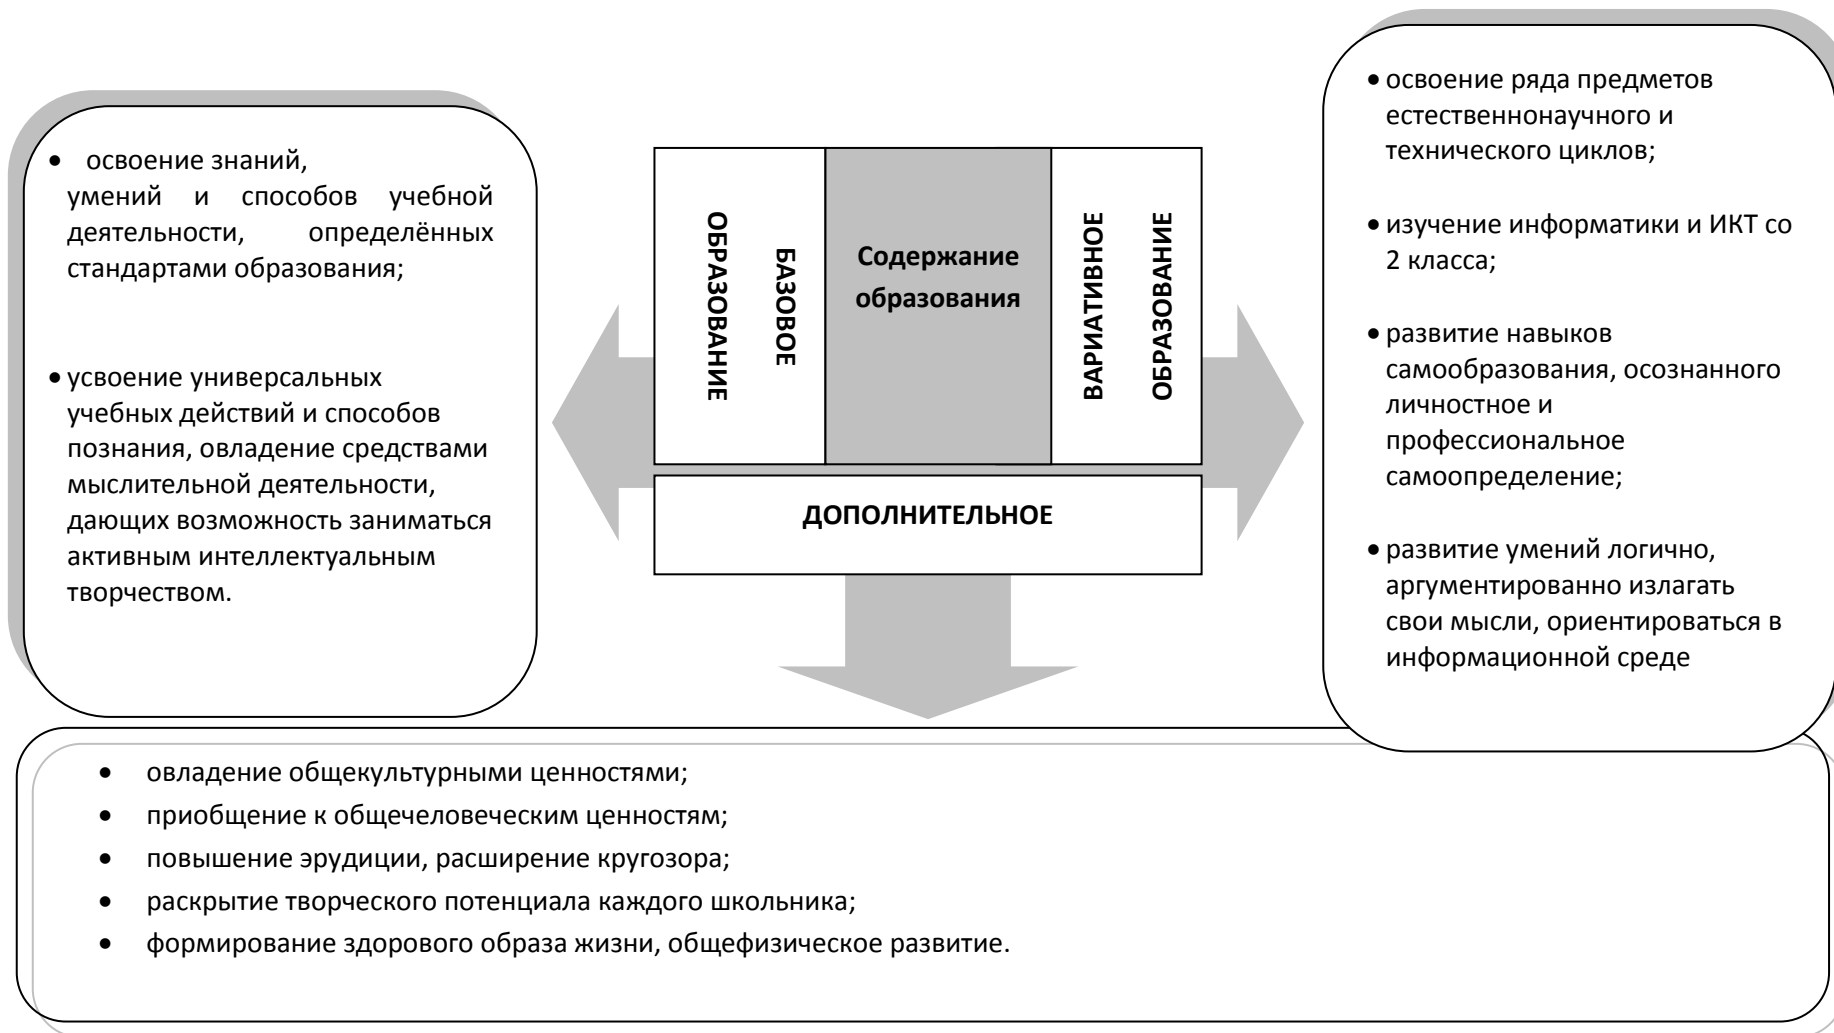 • освоение знаний,
умений и способов учебной
деятельности, определённых
стандартами образования;
• усвоение универсальных
учебных действий и способов
познания, овладение средствами
мыслительной деятельности,
дающих возможность заниматься
активным интеллектуальным
творчеством.
БАЗОВОЕ
ОБРАЗОВАНИЕ
Содержание
образования
ВАРИАТИВНОЕ
ОБРАЗОВАНИЕ
ДОПОЛНИТЕЛЬНОЕ
• освоение ряда предметов
естественнонаучного и
технического циклов;
• изучение информатики и ИКТ со
2 класса;
• развитие навыков
самообразования, осознанного
личностное и
профессиональное
самоопределение;
• развитие умений логично,
аргументированно излагать
свои мысли, ориентироваться в
информационной среде
• овладение общекультурными ценностями;
• приобщение к общечеловеческим ценностям;
• повышение эрудиции, расширение кругозора;
• раскрытие творческого потенциала каждого школьника;
• формирование здорового образа жизни, общефизическое развитие.